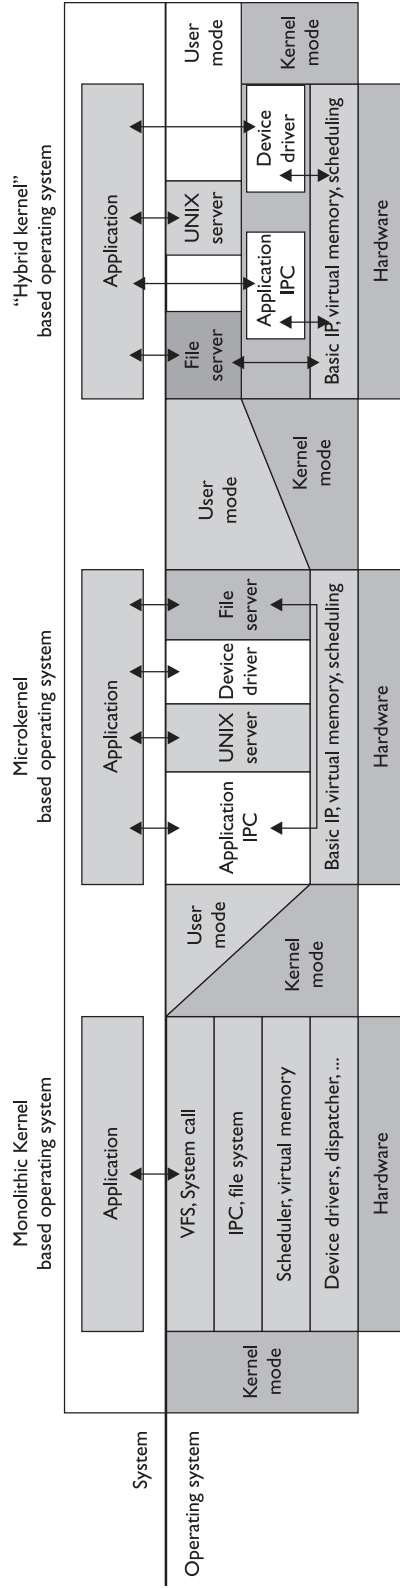 Monolithic Kernel
based operating system
Microkernel
based operating system
“Hybrid kernel”
based operating system
System
Application
Application
Application
Operating system
Kernel
mode
VFS, System call
IPC, file system
Scheduler, virtual memory
Device drivers, dispatcher, ...
Hardware
User
mode
Kernel
mode
Application
IPC
UNIX
server
Device
driver
File
server
Basic IP, virtual memory, scheduling
Hardware
User
mode
Kernel
mode
File
server
UNIX
server
Application
IPC
Device
driver
Basic IP, virtual memory, scheduling
Hardware
User
mode
Kernel
mode